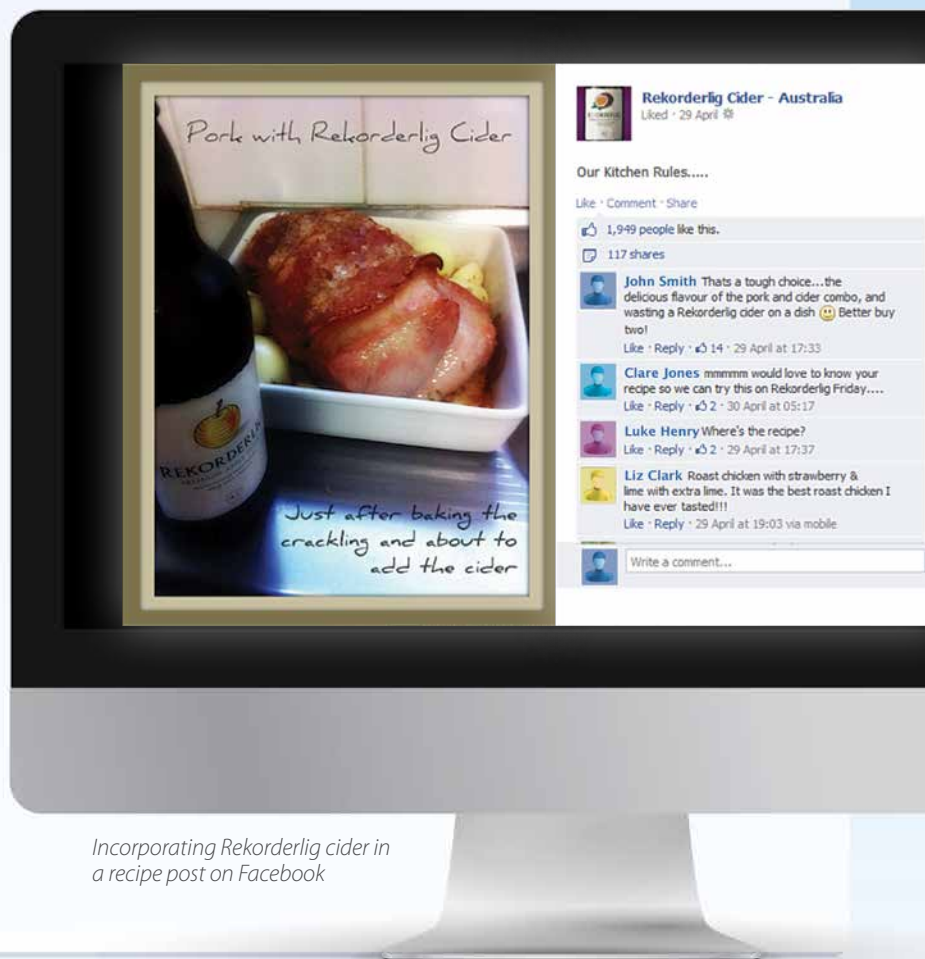 Pork with Rekorderlig Cider
REKORDERLIG
Just after baking the
crackling and about to
add the cider
Rekorderlig Cider - Australia
Liked · 29 April
Our Kitchen Rules.....
Like · Comment · Share
1,949 people like this.
117 shares
John Smith Thats a tough choice...the
delicious flavour of the pork and cider combo, and
wasting a Rekorderlig cider on a dish Better buy
two!
Like · Reply · 14 · 29 April at 17:33
Clare Jones mmmmm would love to know your
recipe so we can try this on Rekorderlig Friday....
Like · Reply · 2 · 30 April at 05:17
Luke Henry Where's the recipe?
Like · Reply · 2 · 29 April at 17:37
Liz Clark Roast chicken with strawberry &
lime with extra lime. It was the best roast chicken I
have ever tasted!!!
Like · Reply · 29 April at 19:03 via mobile
Write a comment...
Incorporating Rekorderlig cider in
a recipe post on Facebook